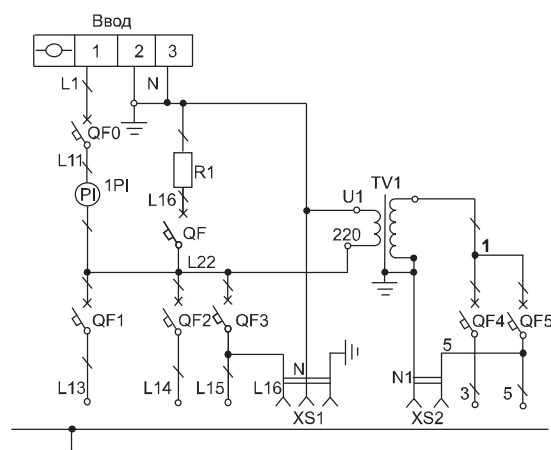 Ввод
1 2 3
L1
N
QF0
L11
PI
1PI
R1
L16
QF
U1
TV1
220
1
L22
QF1
QF2
QF3
QF4
QF5
5
N
N1
L13
L14
L15
L16
3
5
XS1
XS2